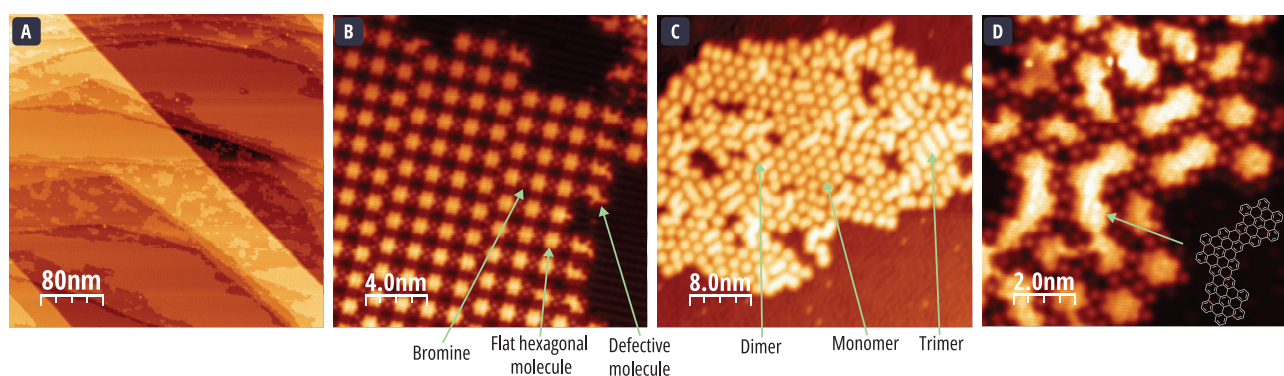 A
B
C
D
80nm
4.0nm
8.0nm
2.0nm
Bromine
Flat hexagonal
molecule
Defective
molecule
Dimer
Monomer
Trimer